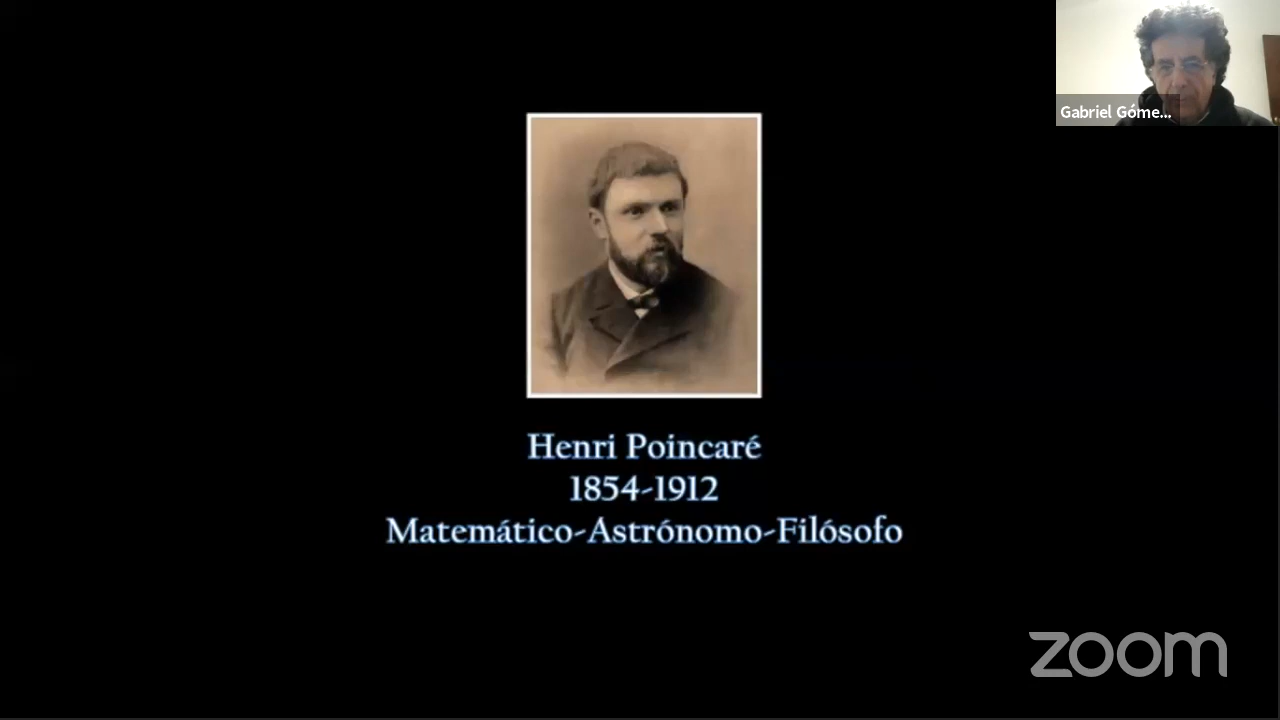 Gabriel Góme...
Henri Poincaré
1854-1912
Matemático-Astrónomo-Filósofo
zoom